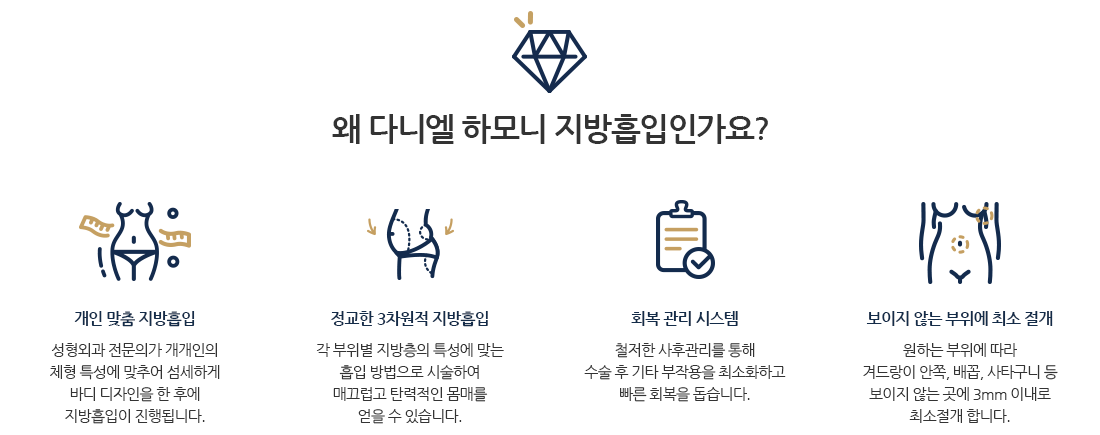 왜 다니엘 하모니 지방흡입인가요?
개인 맞춤 지방흡입
성형외과 전문의가 개개인의
체형 특성에 맞추어 섬세하게
바디 디자인을 한 후에
지방흡입이 진행됩니다.
정교한 3차원적 지방흡입
각 부위별 지방층의 특성에 맞는
흡입 방법으로 시술하여
매끄럽고 탄력적인 몸매를
얻을 수 있습니다.
회복 관리 시스템
철저한 사후관리를 통해
수술 후 기타 부작용을 최소화하고
빠른 회복을 돕습니다.
보이지 않는 부위에 최소 절개
원하는 부위에 따라
겨드랑이 안쪽, 배꼽, 사타구니 등
보이지 않는 곳에 3mm 이내로
최소절개 합니다.